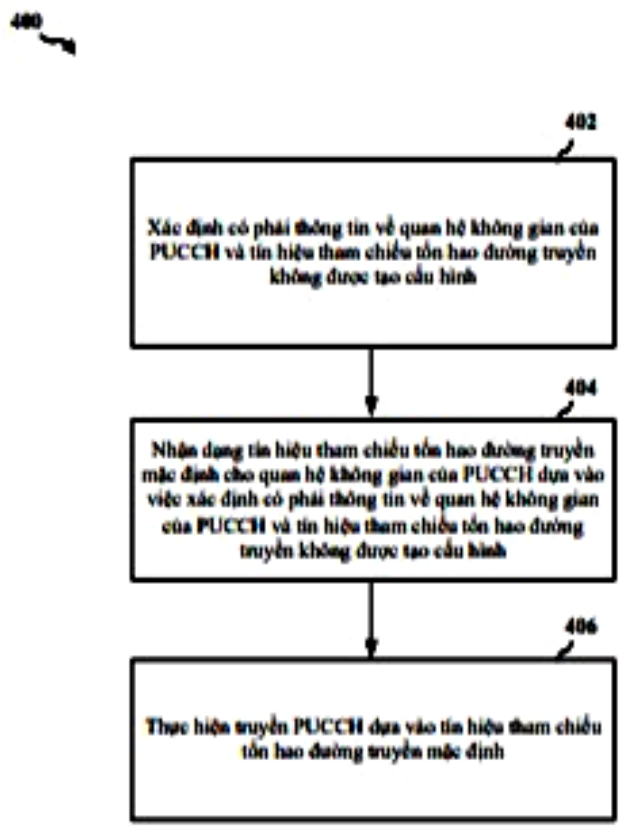 400
402
Xác định có phải thông tin về quan hệ không gian của
PUCCH và tín hiệu tham chiếu tổn hao đường truyền
không được tạo cấu hình
404
Nhận dạng tín hiệu tham chiếu tổn hao đường truyền
mặc định cho quan hệ không gian của PUCCH dựa vào
việc xác định có phải thông tin về quan hệ không gian
của PUCCH và tín hiệu tham chiếu tổn hao đường
truyền không được tạo cấu hình
406
Thực hiện truyền PUCCH dựa vào tín hiệu tham chiếu
tổn hao đường truyền mặc định